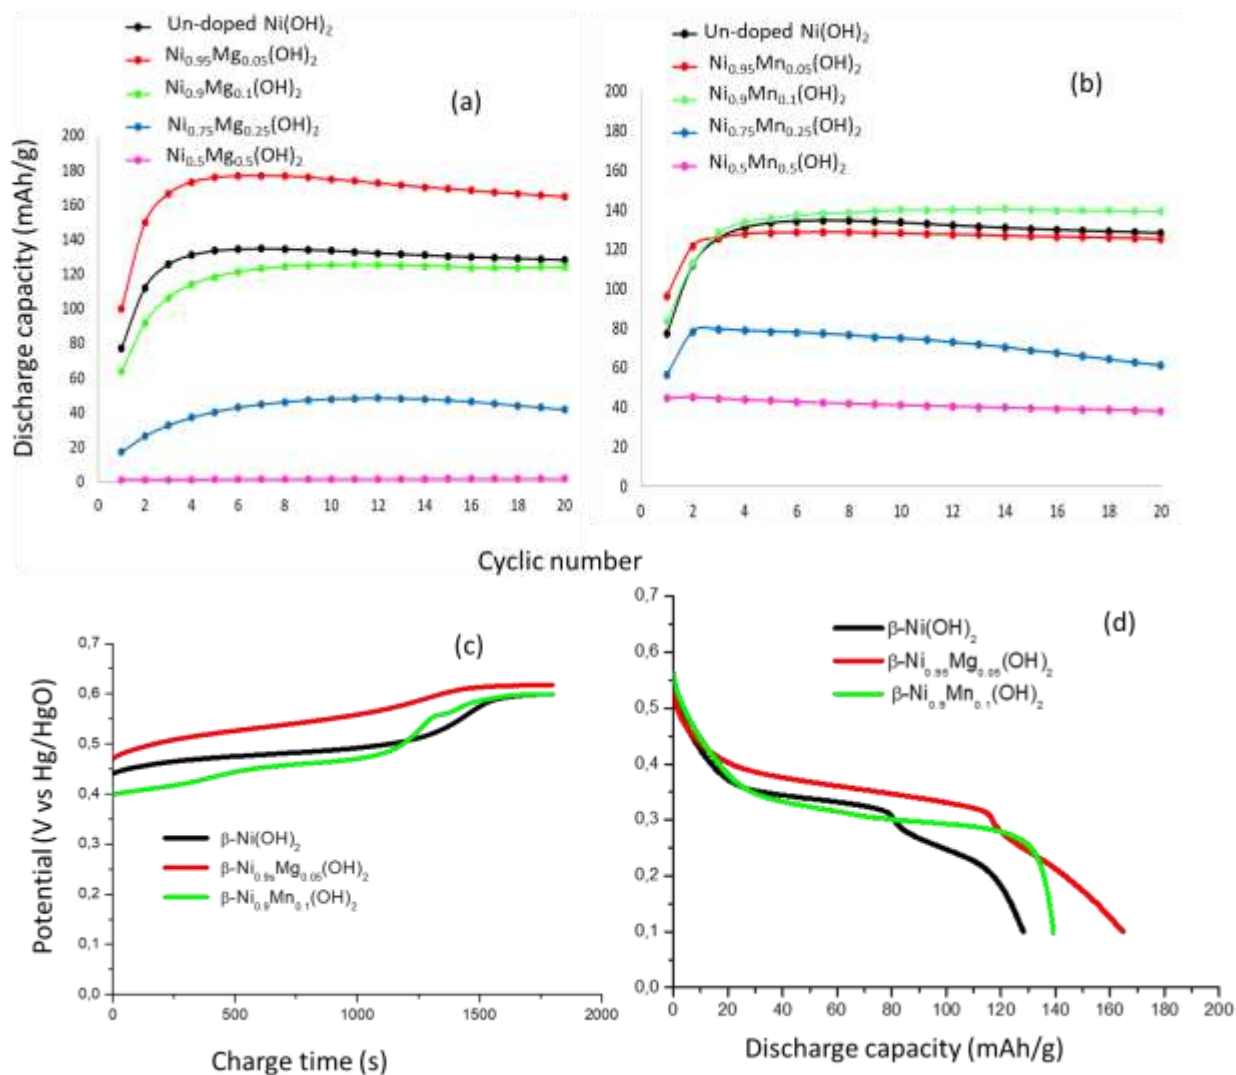 Un-doped Ni(OH)₂
Ni₀.₉₅Mg₀.₀₅(OH)₂
Ni₀.₉Mg₀.₁(OH)₂
Ni₀.₇₅Mg₀.₂₅(OH)₂
Ni₀.₅Mg₀.₅(OH)₂
(a)
200
180
160
140
120
100
80
60
40
20
0
0 2 4 6 8 10 12 14 16 18 20
Discharge capacity (mAh/g)
Un-doped Ni(OH)₂
Ni₀.₉₅Mn₀.₀₅(OH)₂
Ni₀.₉Mn₀.₁(OH)₂
Ni₀.₇₅Mn₀.₂₅(OH)₂
Ni₀.₅Mn₀.₅(OH)₂
(b)
200
180
160
140
120
100
80
60
40
20
0
0 2 4 6 8 10 12 14 16 18 20
Cyclic number
(c)
0,7
0,6
0,5
0,4
0,3
0,2
0,1
0,0
β-Ni(OH)₂
β-Ni₀.₉₅Mg₀.₀₅(OH)₂
β-Ni₀.₉Mn₀.₁(OH)₂
0 500 1000 1500 2000
Potential (V vs Hg/HgO)
Charge time (s)
(d)
0,7
0,6
0,5
0,4
0,3
0,2
0,1
0,0
β-Ni(OH)₂
β-Ni₀.₉₅Mg₀.₀₅(OH)₂
β-Ni₀.₉Mn₀.₁(OH)₂
0 20 40 60 80 100 120 140 160 180 200
Discharge capacity (mAh/g)